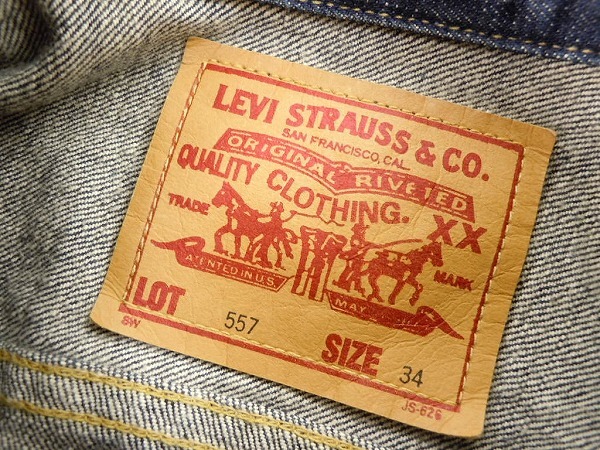 LEVI STRAUSS & CO.
SAN FRANCISCO, CAL.
ORIGINAL RIVETED
QUALITY CLOTHING.
XX
TRADE MARK
PATENTED IN U.S. MAY
LOT 557 SIZE 34
SW JS-626